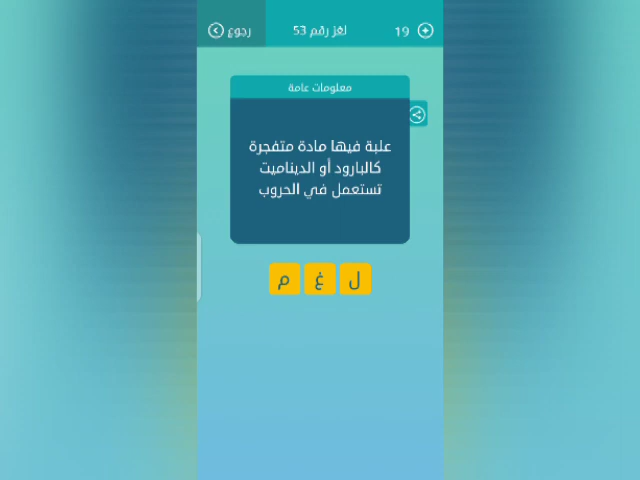 رجوع
لغز رقم 53
19
معلومات عامة
علبة فيها مادة متفجرة
كالبارود أو الديناميت
تستعمل في الحروب
ل غ م